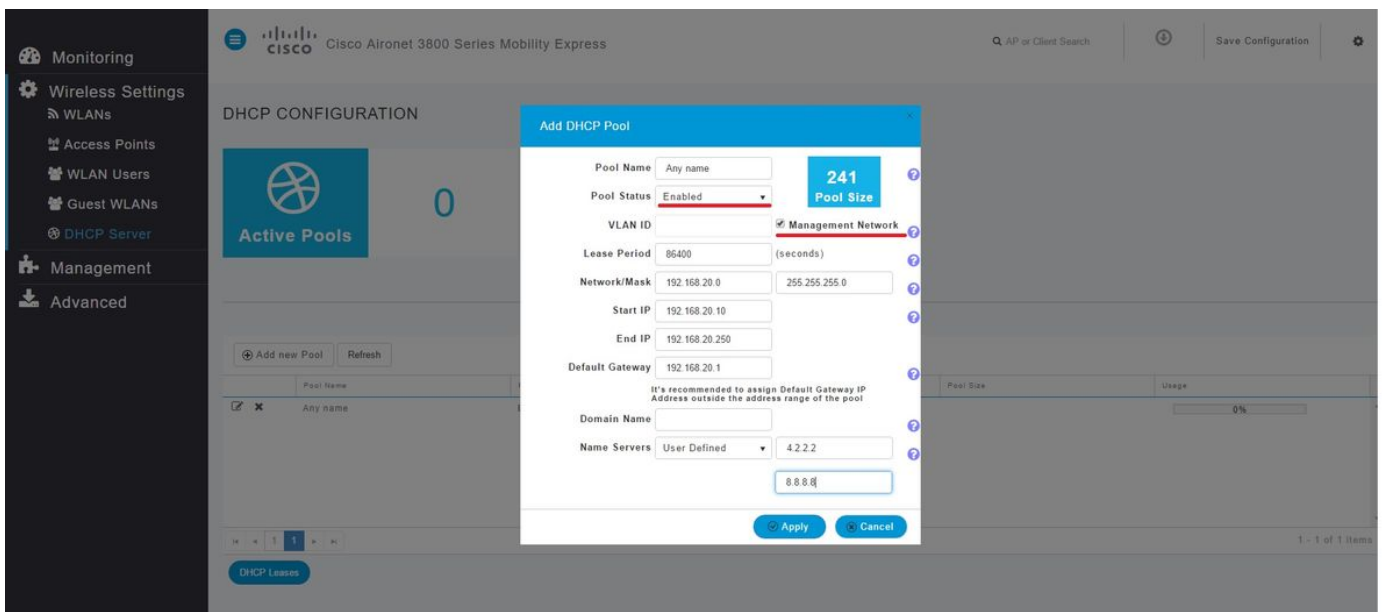 Monitoring
Wireless Settings
WLANs
Access Points
WLAN Users
Guest WLANs
DHCP Server
Management
Advanced
CISCO Cisco Aironet 3800 Series Mobility Express
AP or Client Search
Save Configuration
DHCP CONFIGURATION
Active Pools
0
Add new Pool Refresh
Pool Name Pool Size Usage
Any name 0%
1 1
1 - 1 of 1 items
DHCP Leases
Add DHCP Pool
Pool Name Any name
241
Pool Size
Pool Status Enabled
VLAN ID Management Network
Lease Period 86400 (seconds)
Network/Mask 192.168.20.0 255.255.255.0
Start IP 192.168.20.10
End IP 192.168.20.250
Default Gateway 192.168.20.1
It's recommended to assign Default Gateway IP
Address outside the address range of the pool
Domain Name
Name Servers User Defined 4.2.2.2
8.8.8.8
Apply Cancel